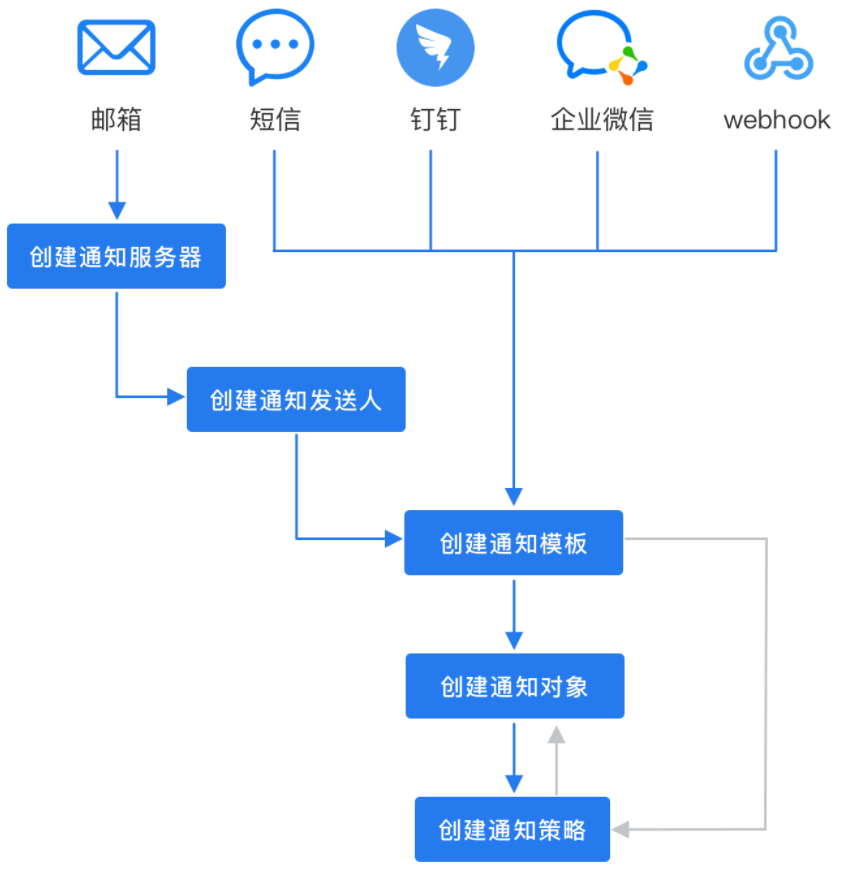 邮箱
短信
钉钉
企业微信
webhook
创建通知服务器
创建通知发送人
创建通知模板
创建通知对象
创建通知策略